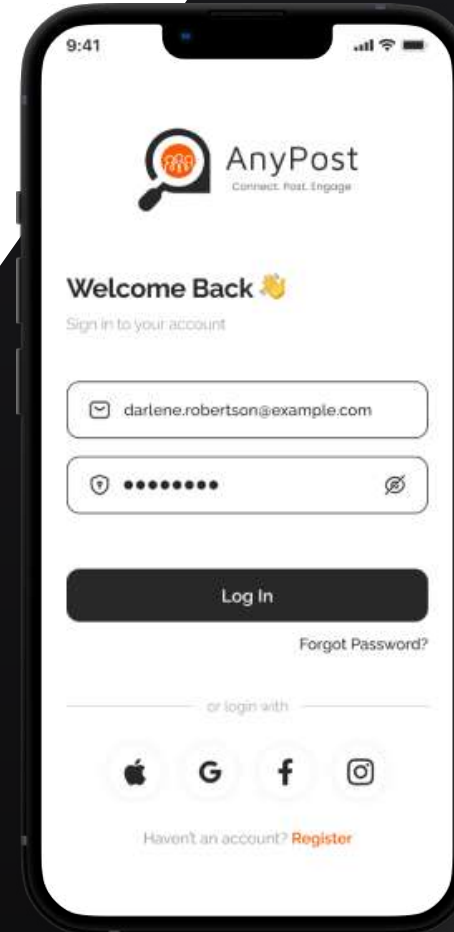 9:41
AnyPost
Connect. Post. Engage
Welcome Back 👋
Sign in to your account
darlene.robertson@example.com
••••••••
Log In
Forgot Password?
or login with
Haven't an account? Register